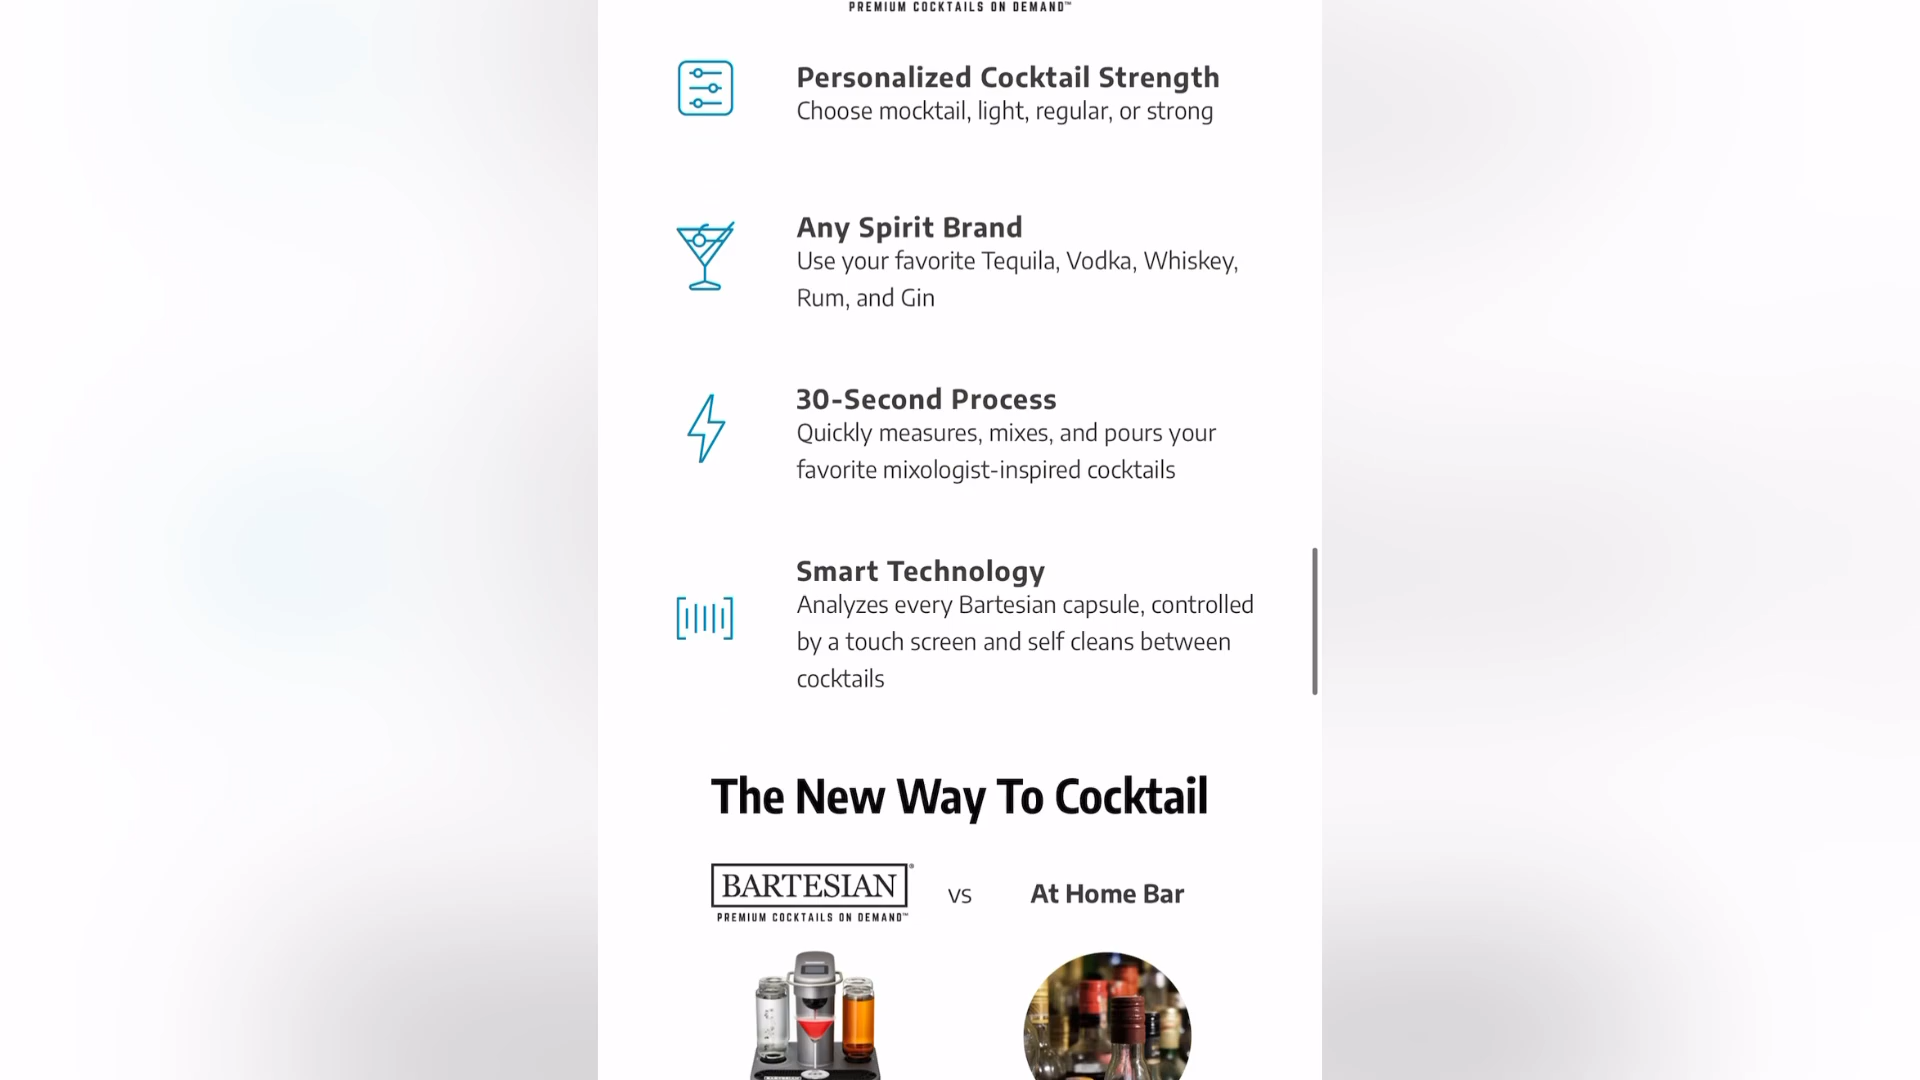 PREMIUM COCKTAILS ON DEMAND™
Personalized Cocktail Strength
Choose mocktail, light, regular, or strong
Any Spirit Brand
Use your favorite Tequila, Vodka, Whiskey,
Rum, and Gin
30-Second Process
Quickly measures, mixes, and pours your
favorite mixologist-inspired cocktails
Smart Technology
Analyzes every Bartesian capsule, controlled
by a touch screen and self cleans between
cocktails
The New Way To Cocktail
BARTESIAN®
PREMIUM COCKTAILS ON DEMAND™
vs
At Home Bar
BARTESIAN